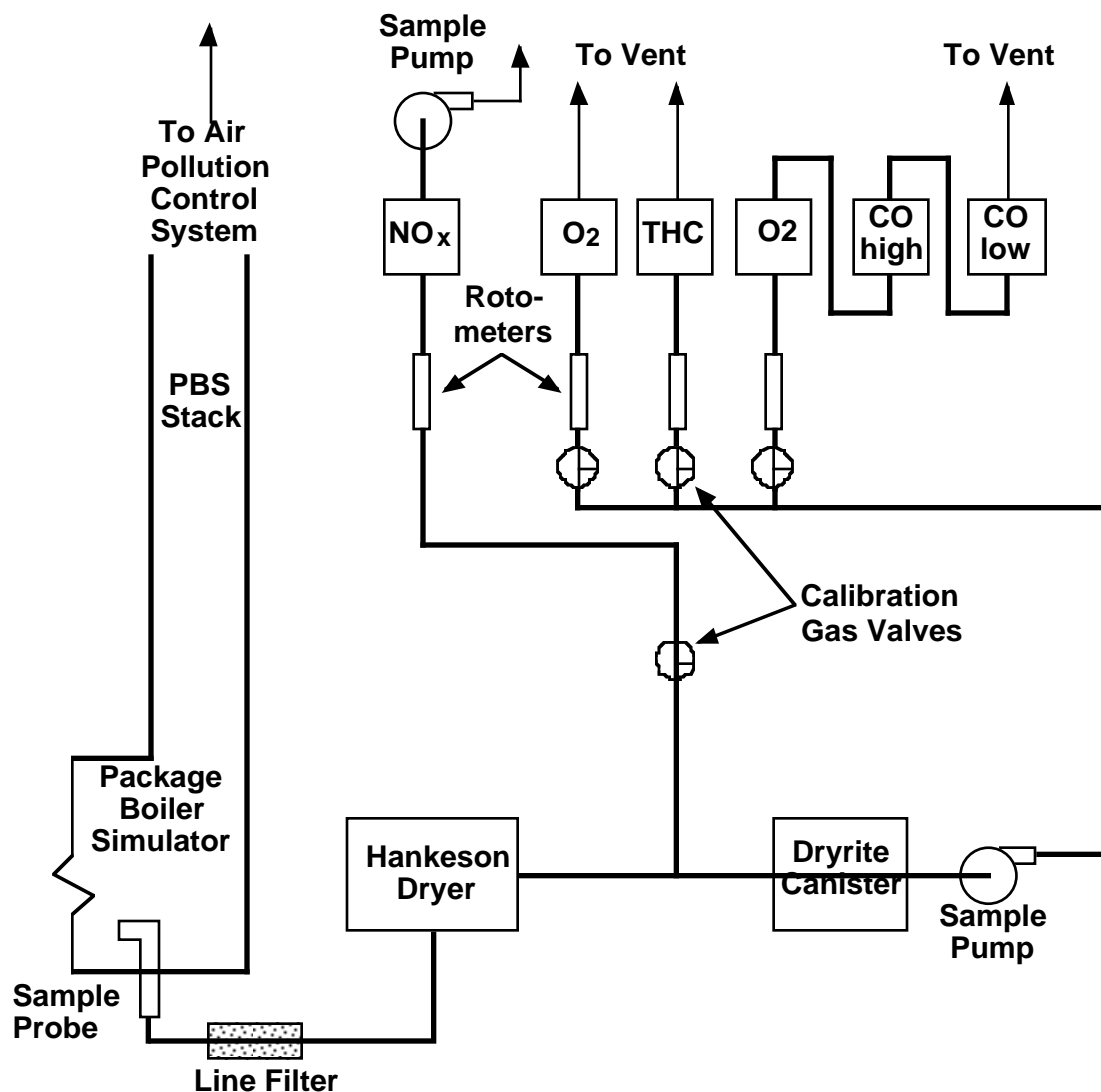 Sample
Pump
To Vent
To Vent
To Air
Pollution
Control
System
NOx
O2
THC
O2
CO
high
CO
low
Roto-
meters
PBS
Stack
Calibration
Gas Valves
Package
Boiler
Simulator
Hankeson
Dryer
Dryrite
Canister
Sample
Pump
Sample
Probe
Line Filter